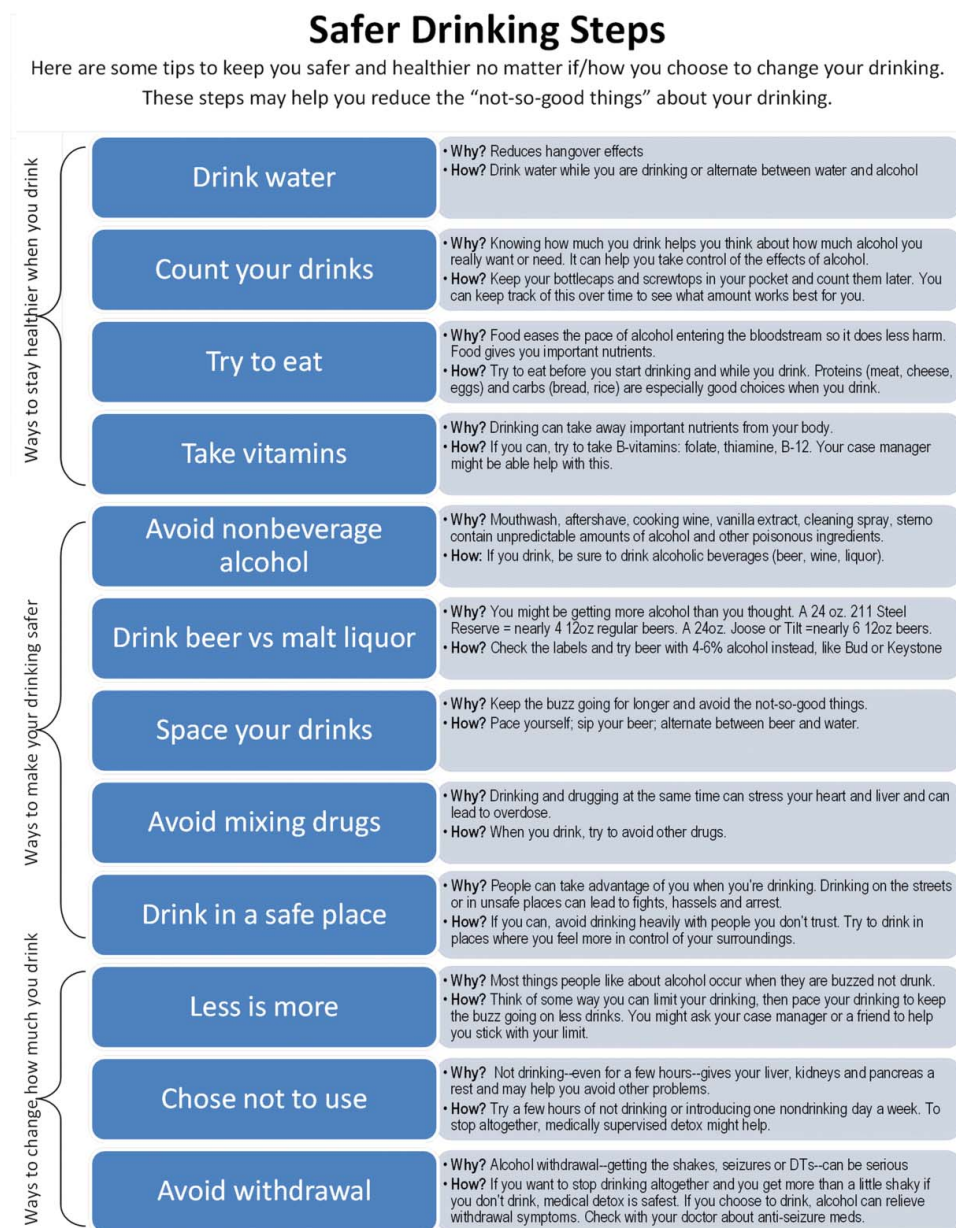 Safer Drinking Steps
Here are some tips to keep you safer and healthier no matter if/how you choose to change your drinking.
These steps may help you reduce the “not-so-good things” about your drinking.
Ways to stay healthier when you drink
Drink water
• Why? Reduces hangover effects
• How? Drink water while you are drinking or alternate between water and alcohol
Count your drinks
• Why? Knowing how much you drink helps you think about how much alcohol you
really want or need. It can help you take control of the effects of alcohol.
• How? Keep your bottlecaps and screwtops in your pocket and count them later. You
can keep track of this over time to see what amount works best for you.
Try to eat
• Why? Food eases the pace of alcohol entering the bloodstream so it does less harm.
Food gives you important nutrients.
• How? Try to eat before you start drinking and while you drink. Proteins (meat, cheese,
eggs) and carbs (bread, rice) are especially good choices when you drink.
Take vitamins
• Why? Drinking can take away important nutrients from your body.
• How? If you can, try to take B-vitamins: folate, thiamine, B-12. Your case manager
might be able help with this.
Ways to make your drinking safer
Avoid nonbeverage
alcohol
• Why? Mouthwash, aftershave, cooking wine, vanilla extract, cleaning spray, sterno
contain unpredictable amounts of alcohol and other poisonous ingredients.
• How: If you drink, be sure to drink alcoholic beverages (beer, wine, liquor).
Drink beer vs malt liquor
• Why? You might be getting more alcohol than you thought. A 24 oz. 211 Steel
Reserve = nearly 4 12oz regular beers. A 24oz. Joose or Tilt =nearly 6 12oz beers.
• How? Check the labels and try beer with 4-6% alcohol instead, like Bud or Keystone
Space your drinks
• Why? Keep the buzz going for longer and avoid the not-so-good things.
• How? Pace yourself; sip your beer; alternate between beer and water.
Avoid mixing drugs
• Why? Drinking and drugging at the same time can stress your heart and liver and can
lead to overdose.
• How? When you drink, try to avoid other drugs.
Drink in a safe place
• Why? People can take advantage of you when you're drinking. Drinking on the streets
or in unsafe places can lead to fights, hassels and arrest.
• How? If you can, avoid drinking heavily with people you don't trust. Try to drink in
places where you feel more in control of your surroundings.
Ways to change how much you drink
Less is more
• Why? Most things people like about alcohol occur when they are buzzed not drunk.
• How? Think of some way you can limit your drinking, then pace your drinking to keep
the buzz going on less drinks. You might ask your case manager or a friend to help
you stick with your limit.
Chose not to use
• Why? Not drinking--even for a few hours--gives your liver, kidneys and pancreas a
rest and may help you avoid other problems.
• How? Try a few hours of not drinking or introducing one nondrinking day a week. To
stop altogether, medically supervised detox might help.
Avoid withdrawal
• Why? Alcohol withdrawal--getting the shakes, seizures or DTs--can be serious
• How? If you want to stop drinking altogether and you get more than a little shaky if
you don't drink, medical detox is safest. If you choose to drink, alcohol can relieve
withdrawal symptoms. Check with your doctor about anti-seizure meds.